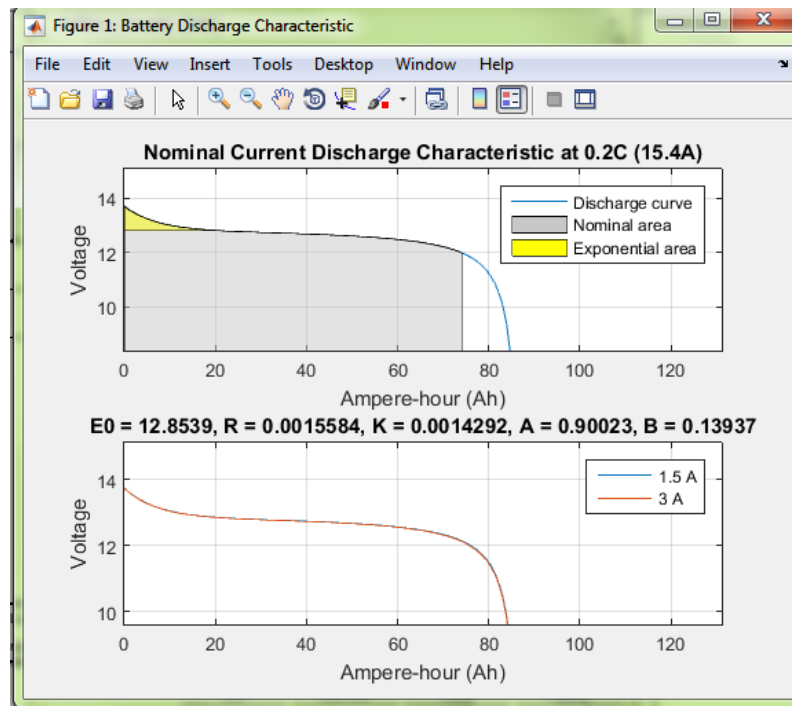 Figure 1: Battery Discharge Characteristic
File Edit View Insert Tools Desktop Window Help
Nominal Current Discharge Characteristic at 0.2C (15.4A)
14
12
10
Voltage
Discharge curve
Nominal area
Exponential area
0 20 40 60 80 100 120
Ampere-hour (Ah)
E0 = 12.8539, R = 0.0015584, K = 0.0014292, A = 0.90023, B = 0.13937
14
12
10
Voltage
1.5 A
3 A
0 20 40 60 80 100 120
Ampere-hour (Ah)